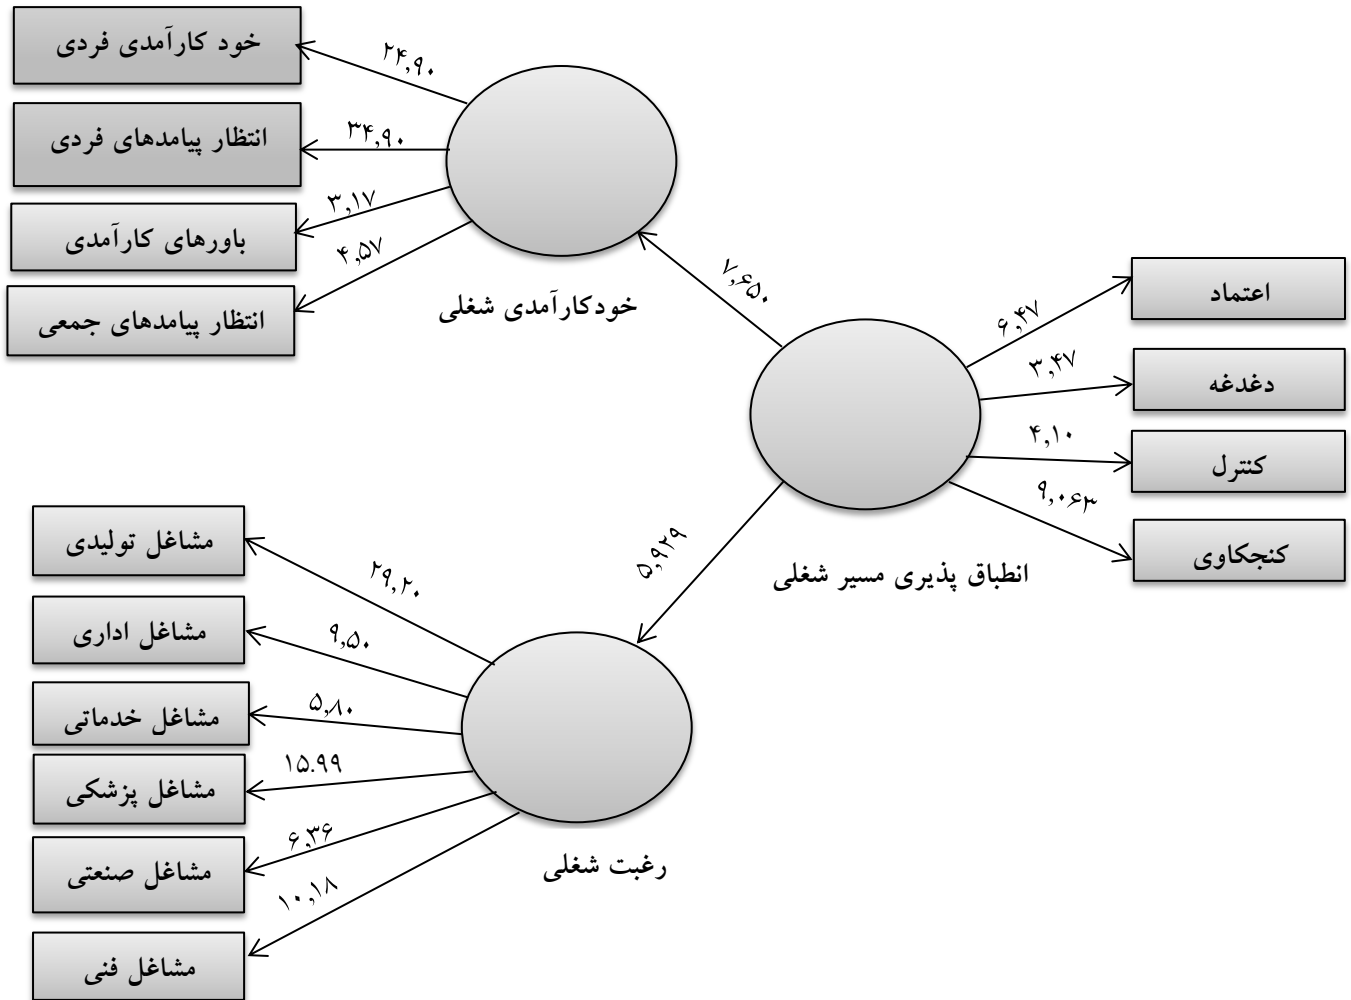 خود کارآمدی فردی
۲۴,۹۰
انتظار پیامدهای فردی
۳۴,۹۰
باورهای کارآمدی
۳,۱۷
انتظار پیامدهای جمعی
۴,۵۷
خودکارآمدی شغلی
۷,۶۵۰
اعتماد
۶,۴۷
دغدغه
۳,۴۷
کنترل
۴,۱۰
کنجکاوی
۹,۰۶۳
انطباق پذیری مسیر شغلی
۵,۹۲۹
مشاغل تولیدی
۲۹,۲۰
مشاغل اداری
۹,۵۰
مشاغل خدماتی
۵,۸۰
مشاغل پزشکی
۱۵.۹۹
مشاغل صنعتی
۶,۳۶
مشاغل فنی
۱۰,۱۸
رغبت شغلی